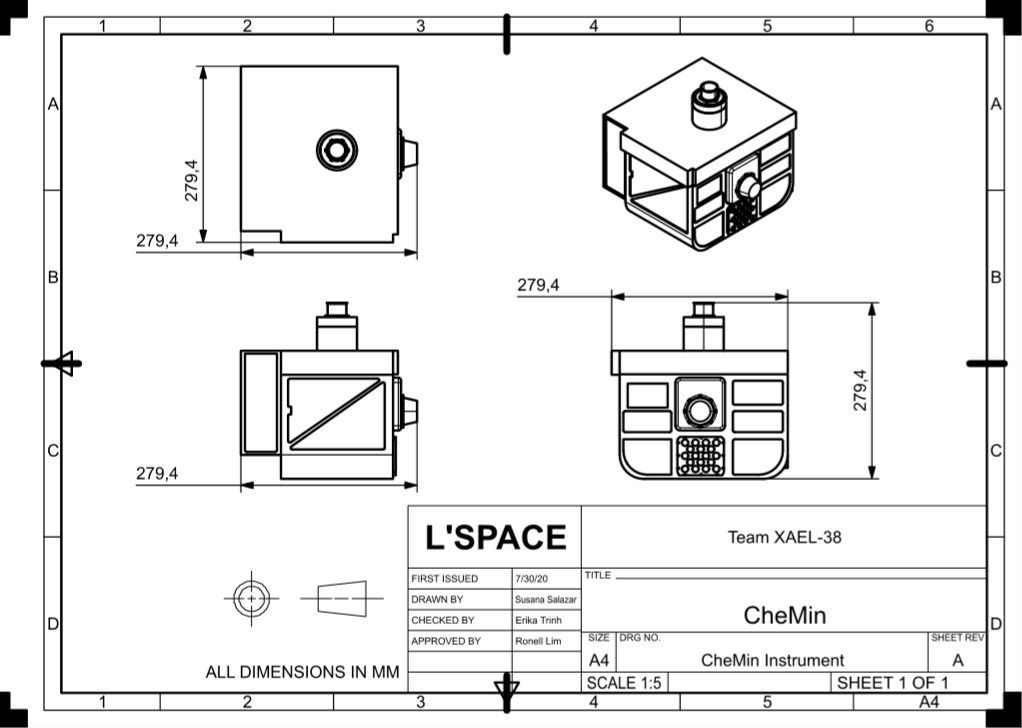 1 2 3 4 5 6
A A
279,4
279,4
B B
279,4
279,4
C C
279,4
L'SPACE
Team XAEL-38
FIRST ISSUED 7/30/20
TITLE
DRAWN BY Susana Salazar
CheMin
CHECKED BY Erika Trinh
D D
APPROVED BY Ronell Lim
SIZE DRG NO. SHEET REV
A4 CheMin Instrument A
ALL DIMENSIONS IN MM
SCALE 1:5 SHEET 1 OF 1
1 2 3 4 5 A4